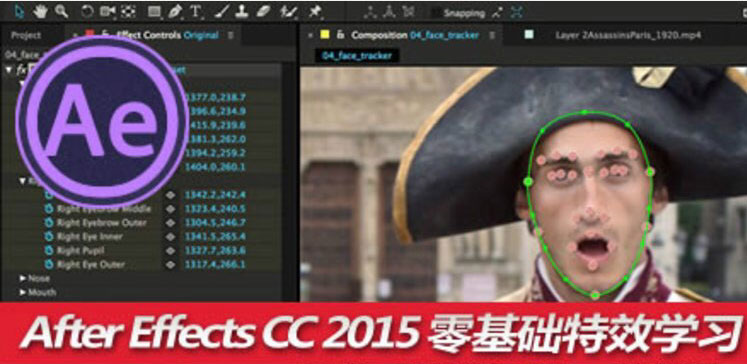 Snapping
Project
Effect Controls Original
Composition 04_face_tracker
Layer 2AssassinsParis_1920.mp4
04_face_tracker
fx
Ae
1377.0,238.7
1396.6,234.9
1415.9,239.6
1381.3,262.0
1394.2,259.2
1404.0,260.1
1342.2,242.4
Right Eyebrow Middle 1323.4,240.5
Right Eyebrow Outer 1304.5,246.7
Right Eye Inner 1341.5,265.4
Right Pupil 1327.7,263.6
Right Eye Outer 1317.4,266.1
Nose
Mouth
After Effects CC 2015 零基础特效学习